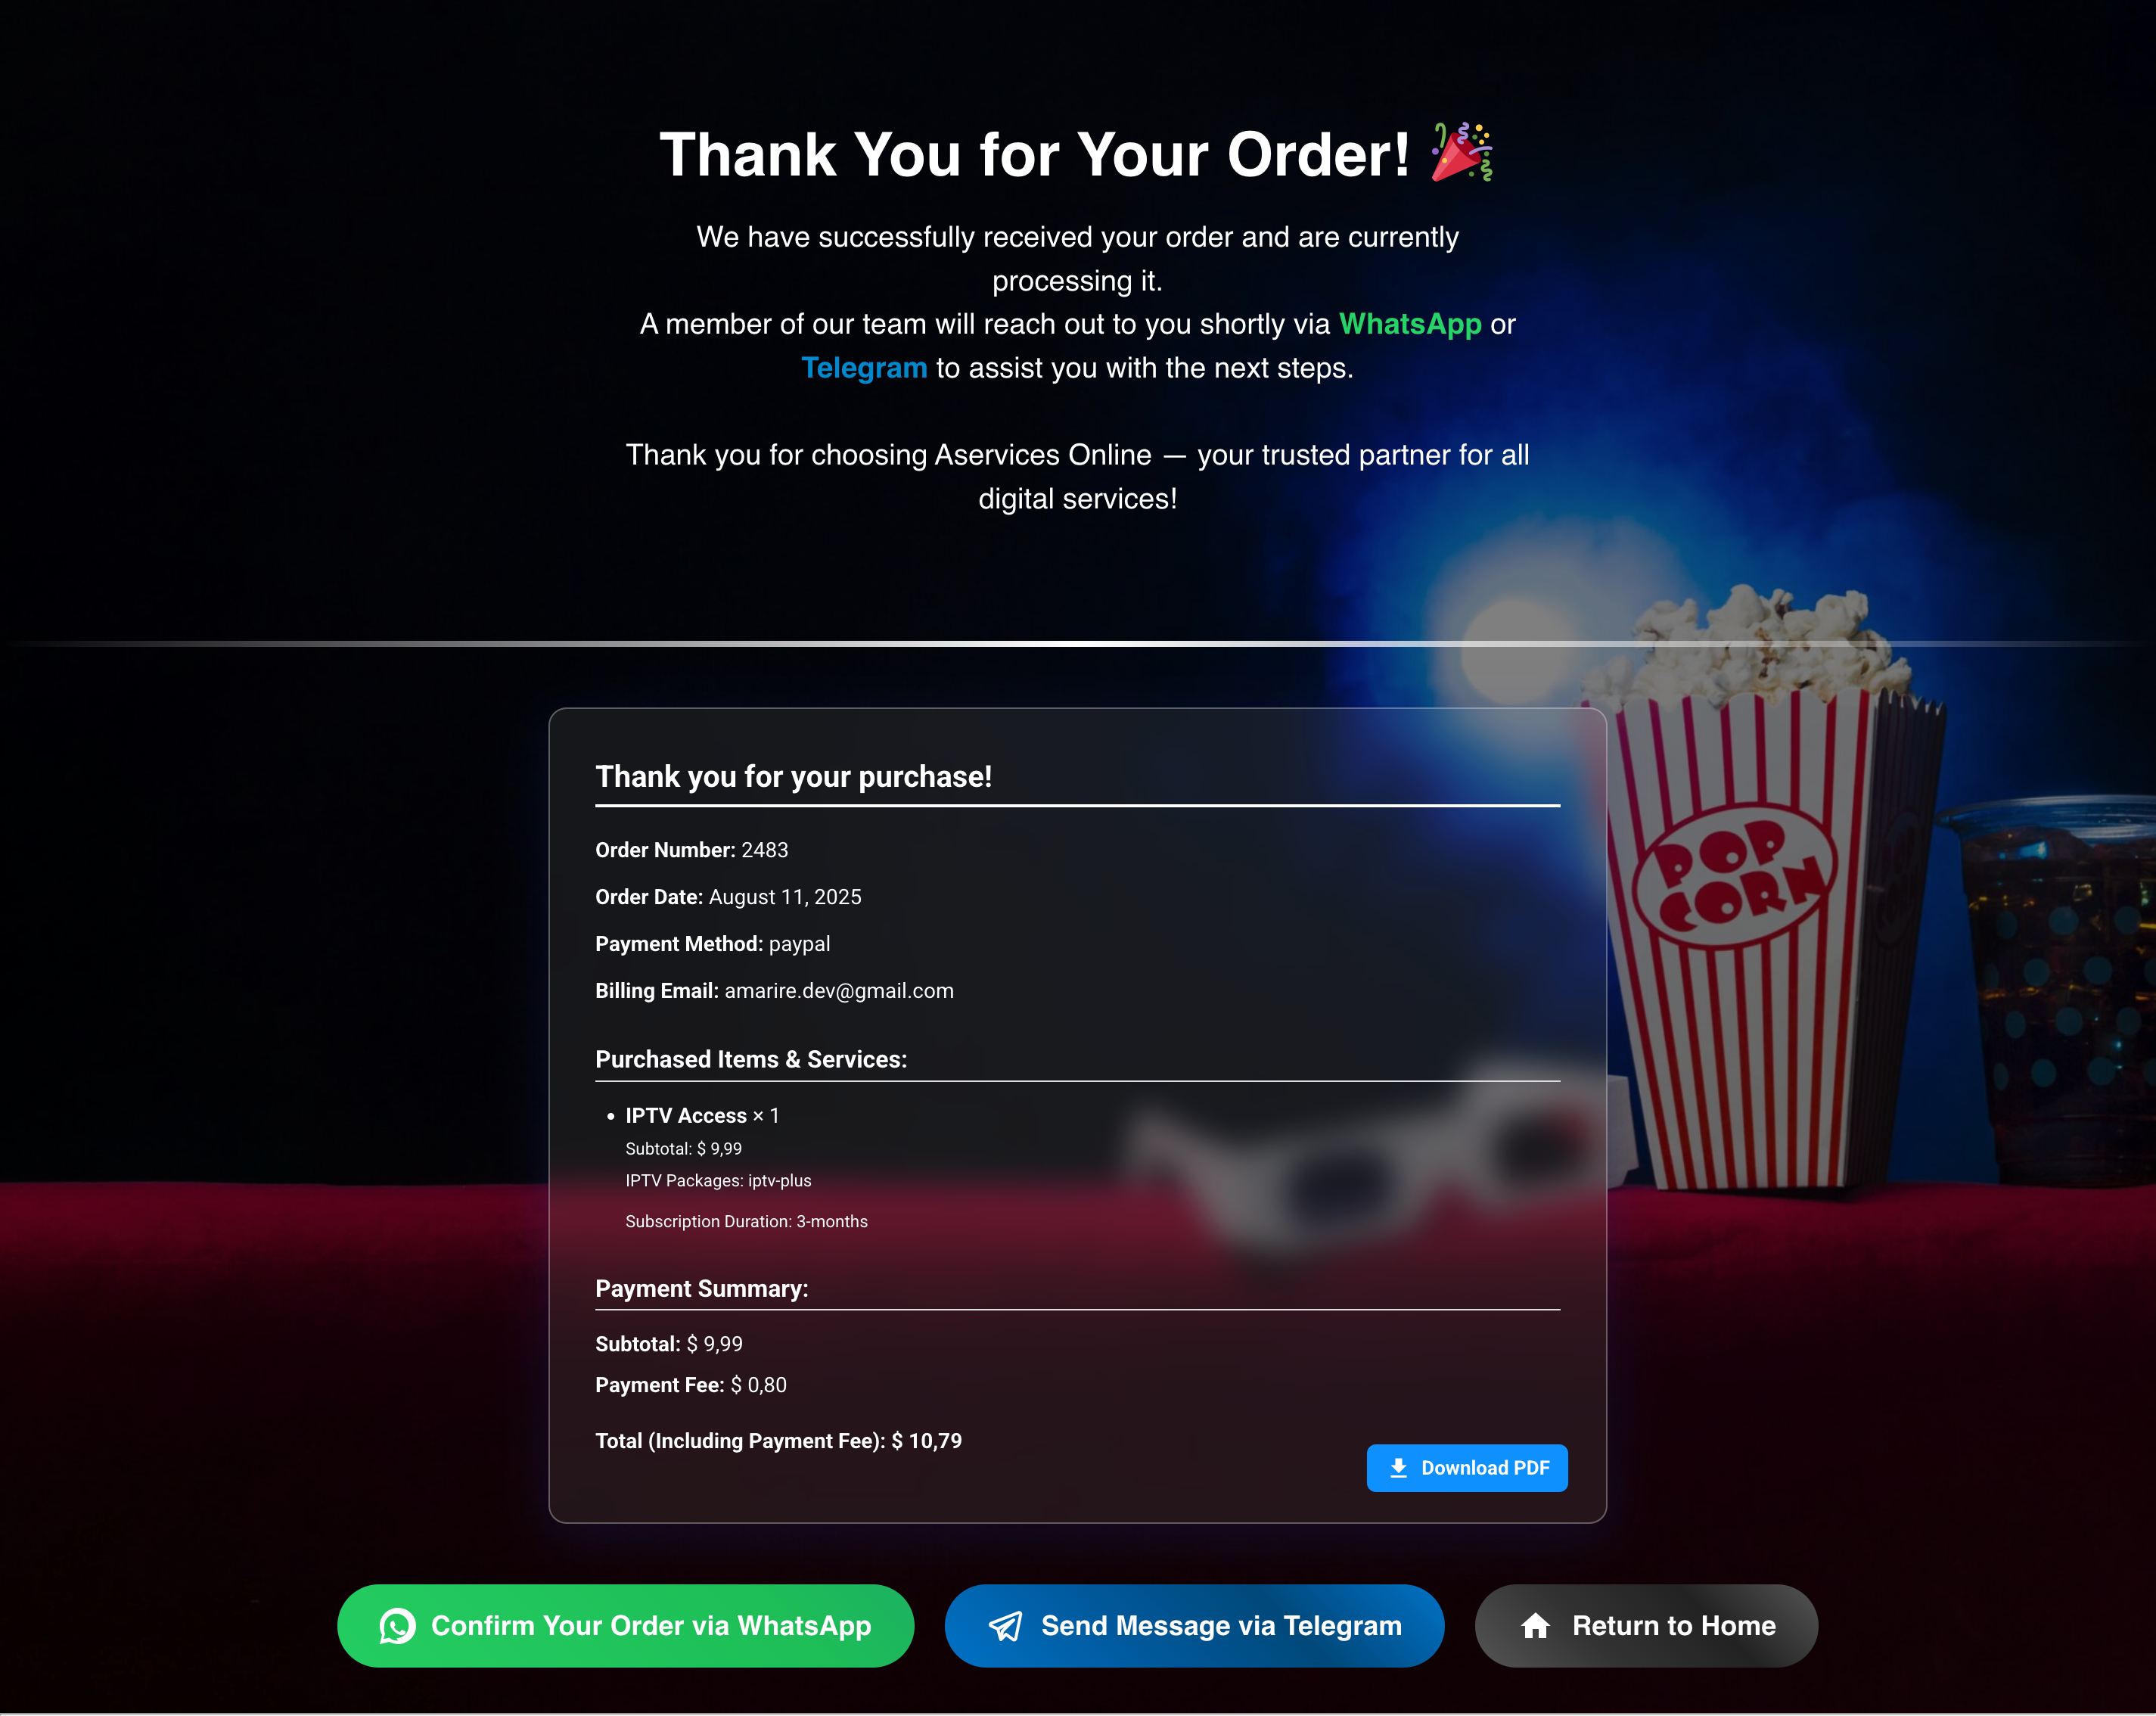 Thank You for Your Order! 🎉
We have successfully received your order and are currently
processing it.
A member of our team will reach out to you shortly via WhatsApp or
Telegram to assist you with the next steps.
Thank you for choosing Aservices Online — your trusted partner for all
digital services!
Thank you for your purchase!
Order Number: 2483
Order Date: August 11, 2025
Payment Method: paypal
Billing Email: amarire.dev@gmail.com
Purchased Items & Services:
• IPTV Access × 1
Subtotal: $ 9,99
IPTV Packages: iptv-plus
Subscription Duration: 3-months
Payment Summary:
Subtotal: $ 9,99
Payment Fee: $ 0,80
Total (Including Payment Fee): $ 10,79
Download PDF
POP
CORN
Confirm Your Order via WhatsApp
Send Message via Telegram
Return to Home